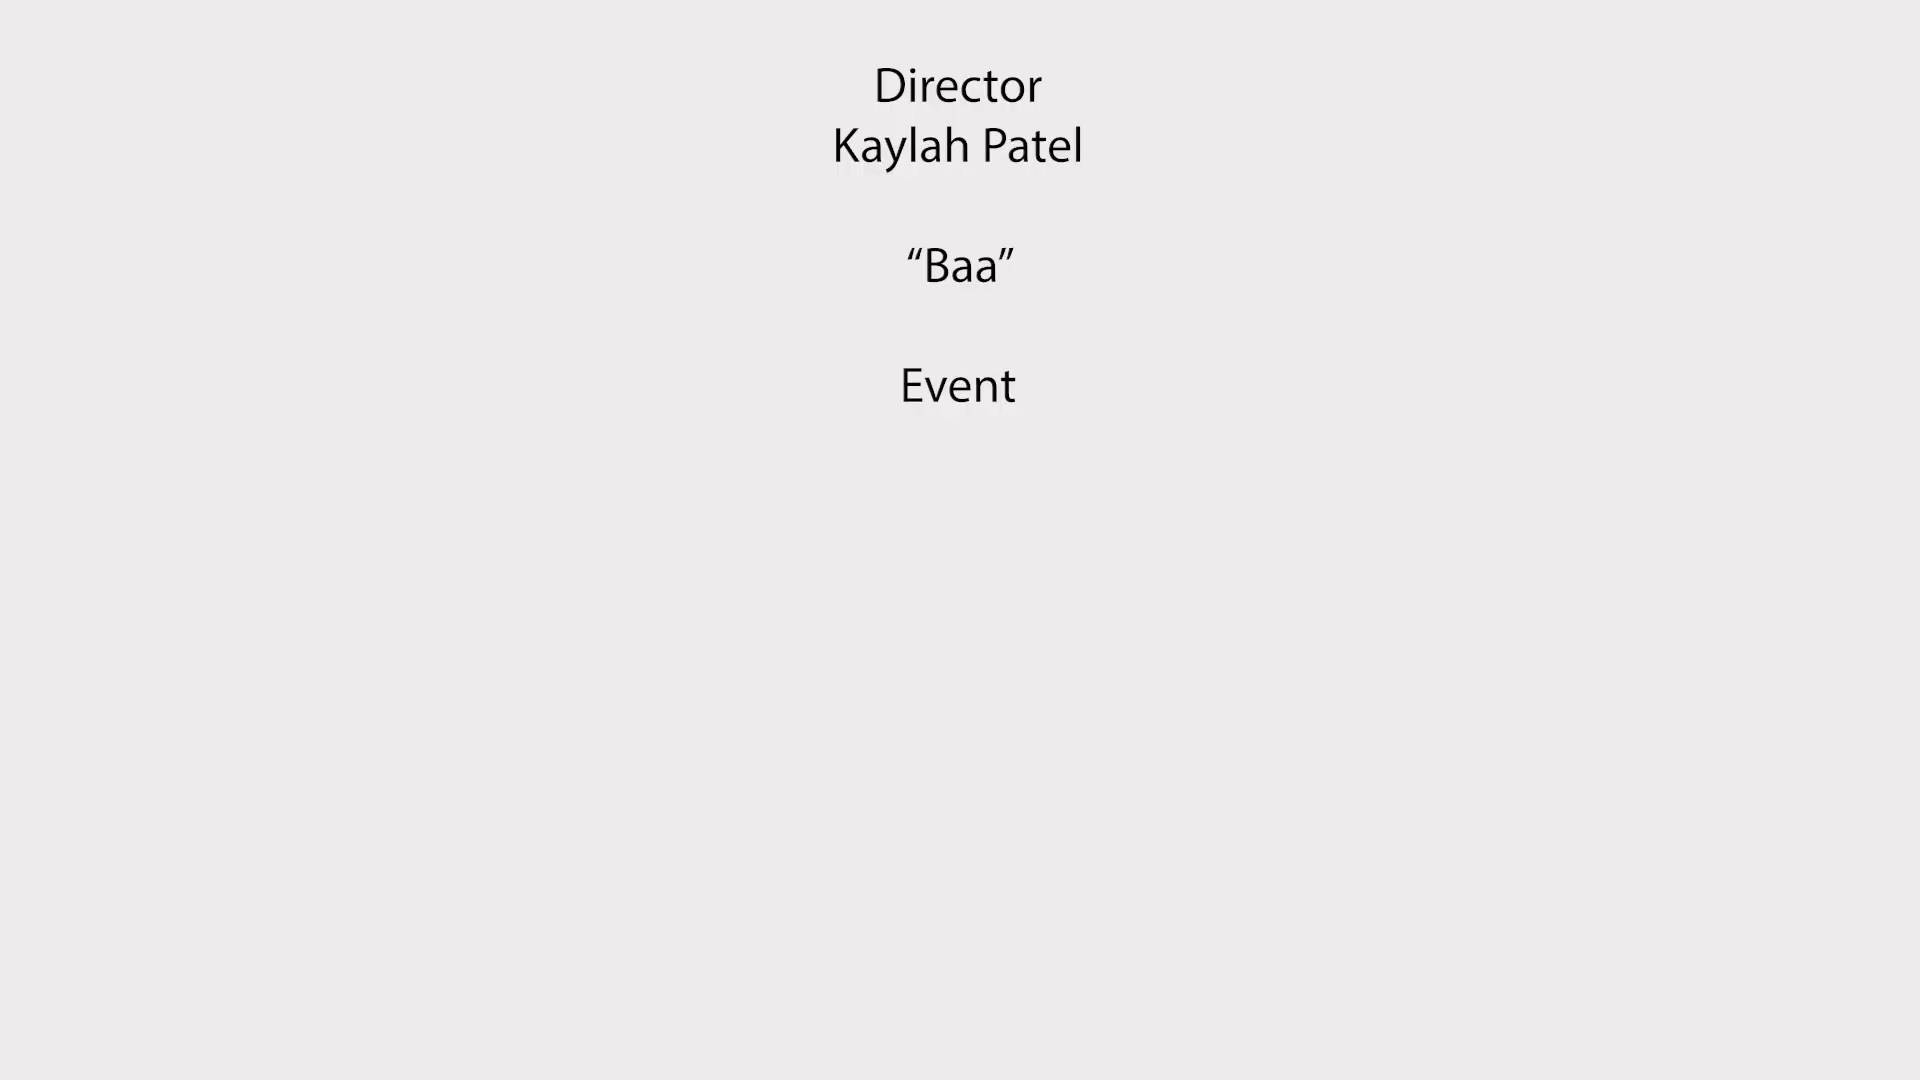 Director
Kaylah Patel
“Baa”
Event